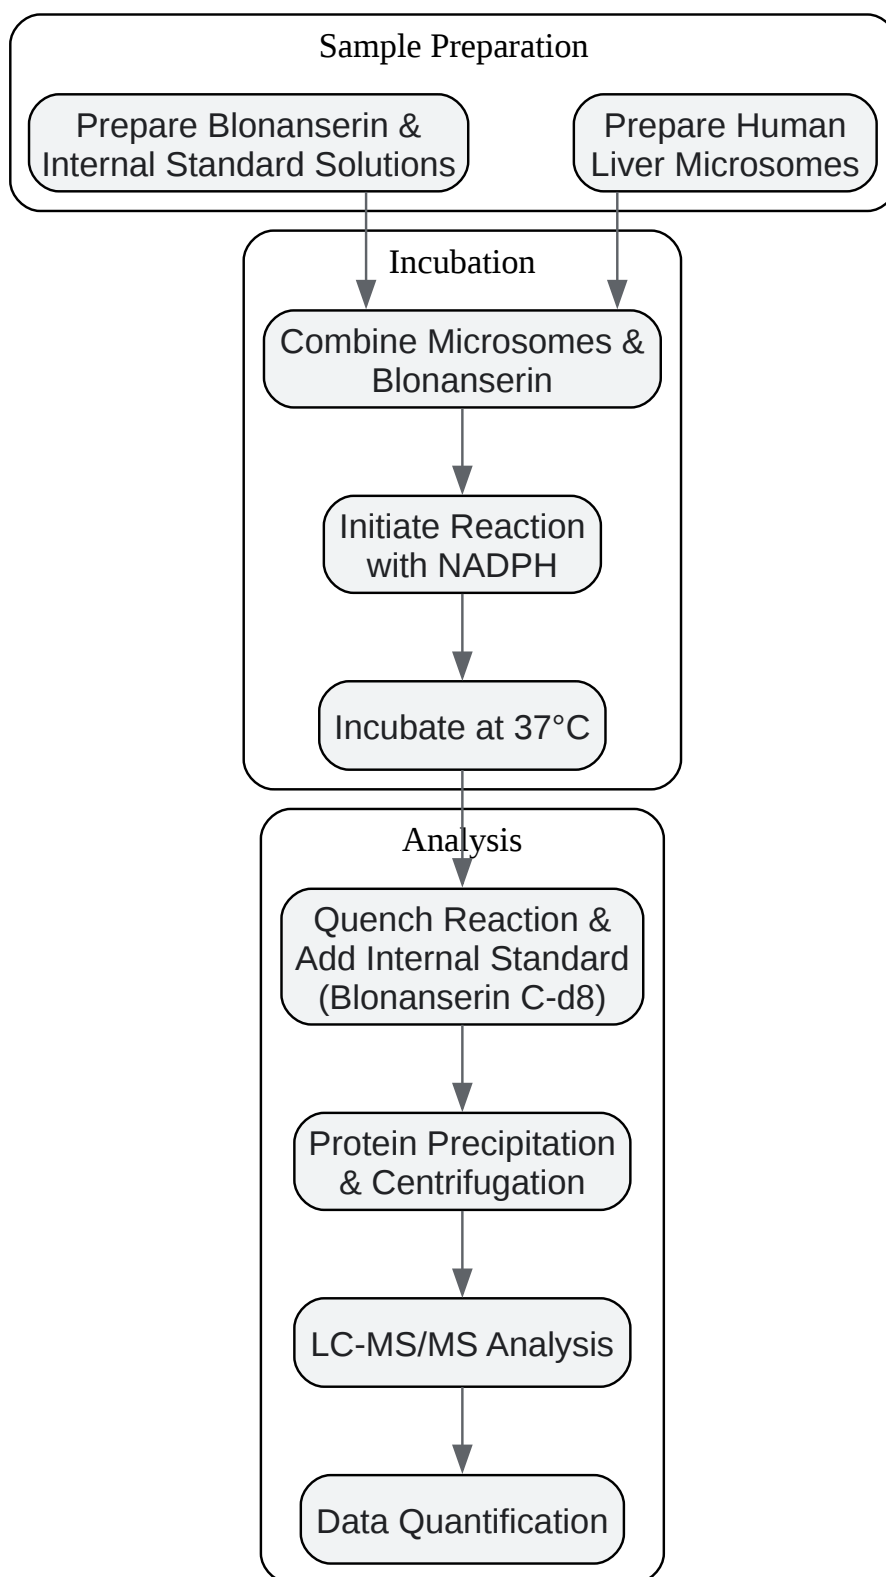 Sample Preparation
Prepare Blonanserin &
Internal Standard Solutions
Prepare Human
Liver Microsomes
Incubation
Combine Microsomes &
Blonanserin
Initiate Reaction
with NADPH
Incubate at 37°C
Analysis
Quench Reaction &
Add Internal Standard
(Blonanserin C-d8)
Protein Precipitation
& Centrifugation
LC-MS/MS Analysis
Data Quantification